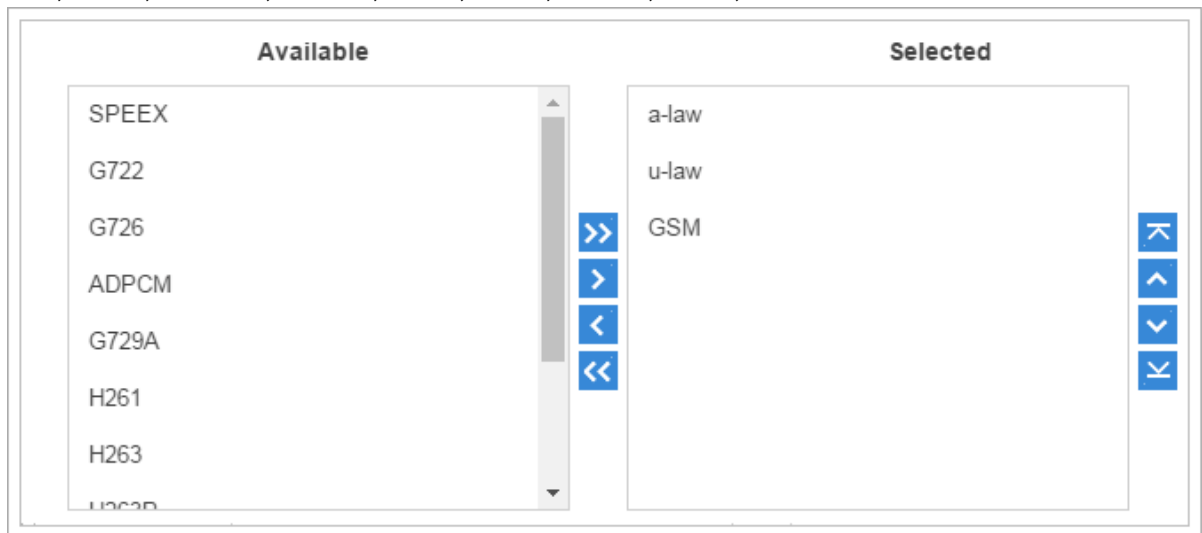 Available
SPEEX
G722
G726
ADPCM
G729A
H261
H263
Selected
a-law
u-law
GSM